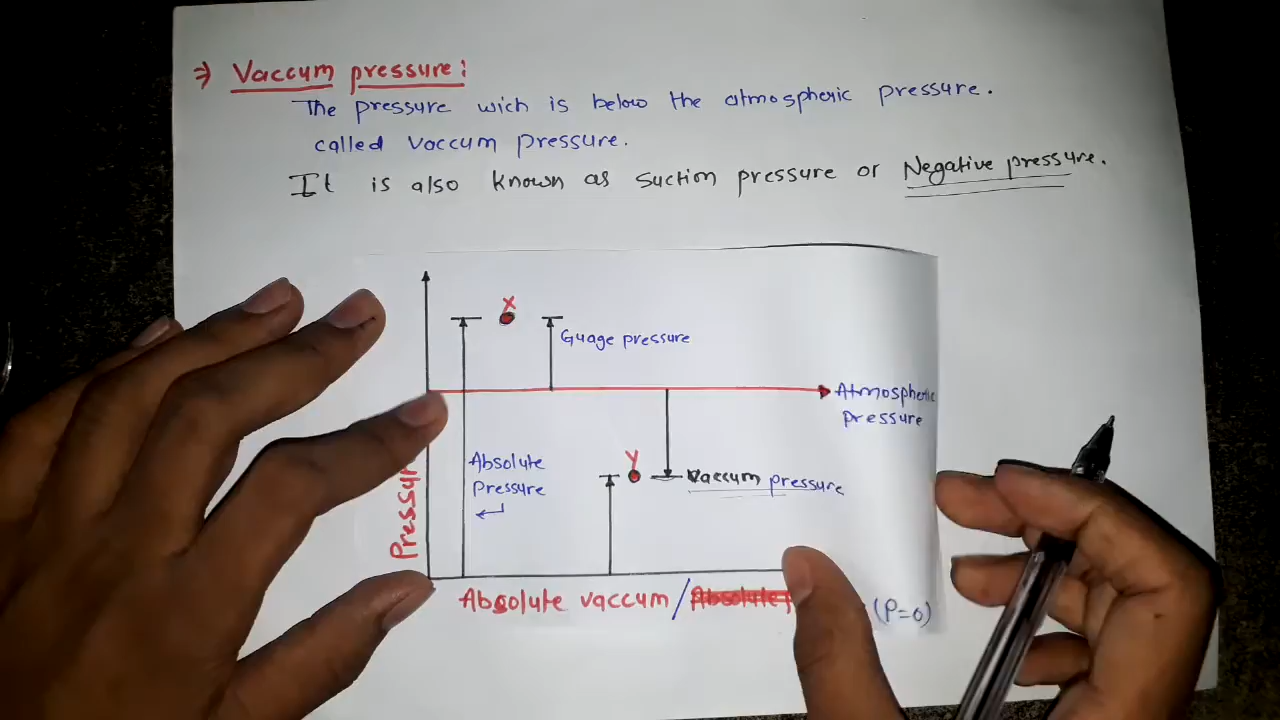 ⇒ Vaccum pressure:
The pressure wich is below the atmospheric pressure.
called vaccum pressure.
It is also known as suction pressure or Negative pressure.
X
Guage pressure
Atmospheric
pressure
Y
Absolute
Pressure
Vaccum pressure
Absolute vaccum /
(P=0)